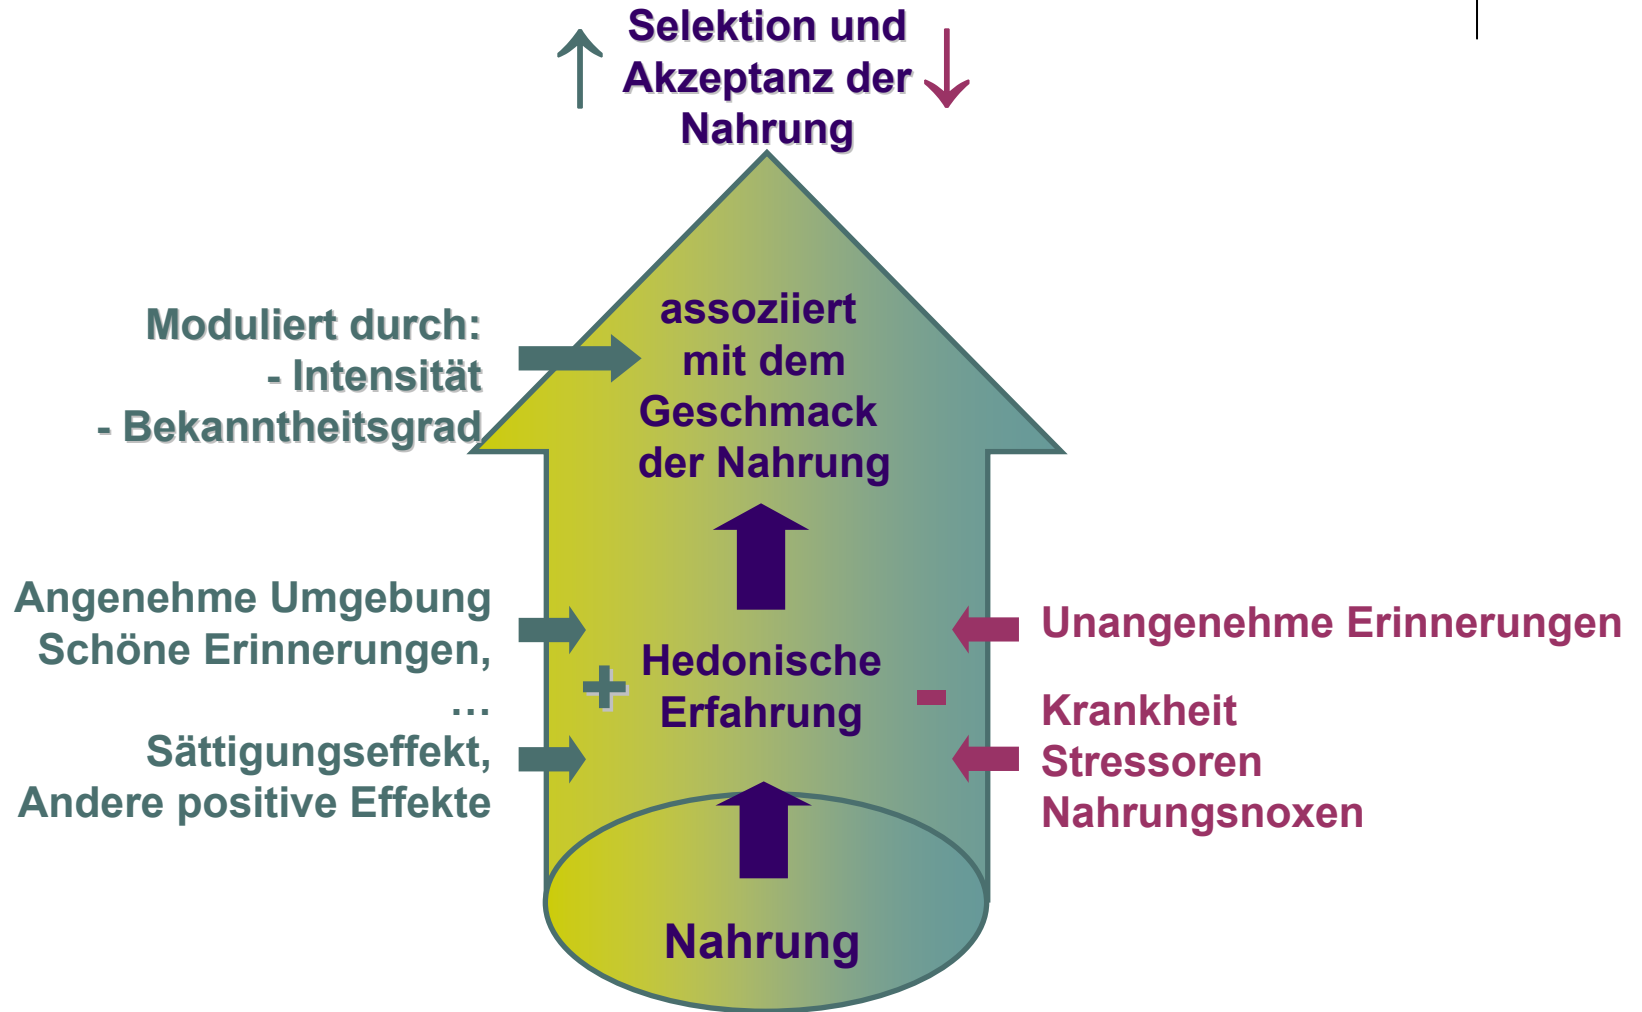 Selektion und
Akzeptanz der
Nahrung
Moduliert durch:
- Intensität
- Bekanntheitsgrad
assoziiert
mit dem
Geschmack
der Nahrung
Angenehme Umgebung
Schöne Erinnerungen,
...
Sättigungseffekt,
Andere positive Effekte
+
Hedonische
Erfahrung
-
Unangenehme Erinnerungen
Krankheit
Stressoren
Nahrungsnoxen
Nahrung